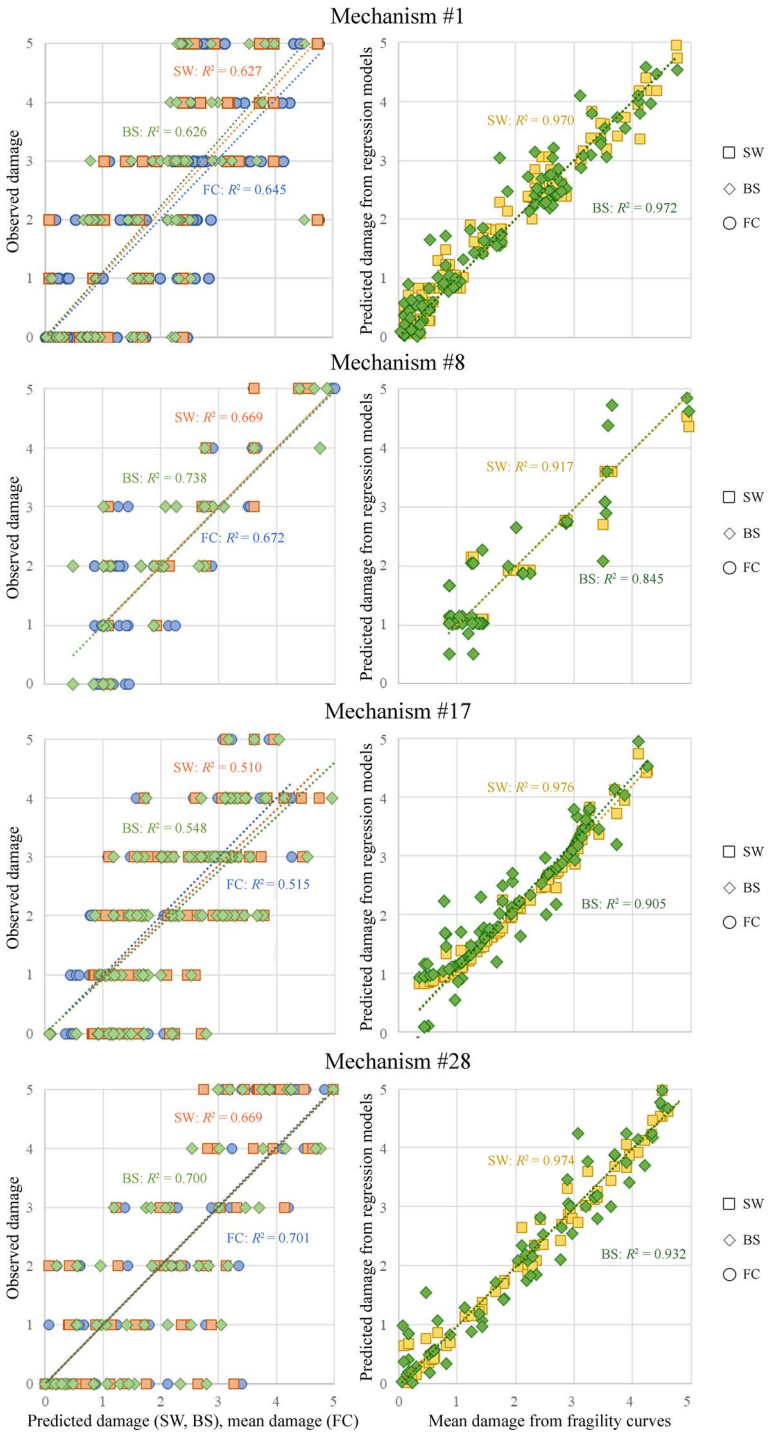 Mechanism #1
Observed damage
5
4
3
2
1
0
SW: R² = 0.627
BS: R² = 0.626
FC: R² = 0.645
Predicted damage from regression models
5
4
3
2
1
0
SW: R² = 0.970
BS: R² = 0.972
SW
BS
FC
Mechanism #8
Observed damage
5
4
3
2
1
0
SW: R² = 0.669
BS: R² = 0.738
FC: R² = 0.672
Predicted damage from regression models
5
4
3
2
1
0
SW: R² = 0.917
BS: R² = 0.845
SW
BS
FC
Mechanism #17
Observed damage
5
4
3
2
1
0
SW: R² = 0.510
BS: R² = 0.548
FC: R² = 0.515
Predicted damage from regression models
5
4
3
2
1
0
SW: R² = 0.976
BS: R² = 0.905
SW
BS
FC
Mechanism #28
Observed damage
5
4
3
2
1
0
SW: R² = 0.669
BS: R² = 0.700
FC: R² = 0.701
0 1 2 3 4 5
Predicted damage (SW, BS), mean damage (FC)
Predicted damage from regression models
5
4
3
2
1
0
SW: R² = 0.974
BS: R² = 0.932
0 1 2 3 4 5
Mean damage from fragility curves
SW
BS
FC